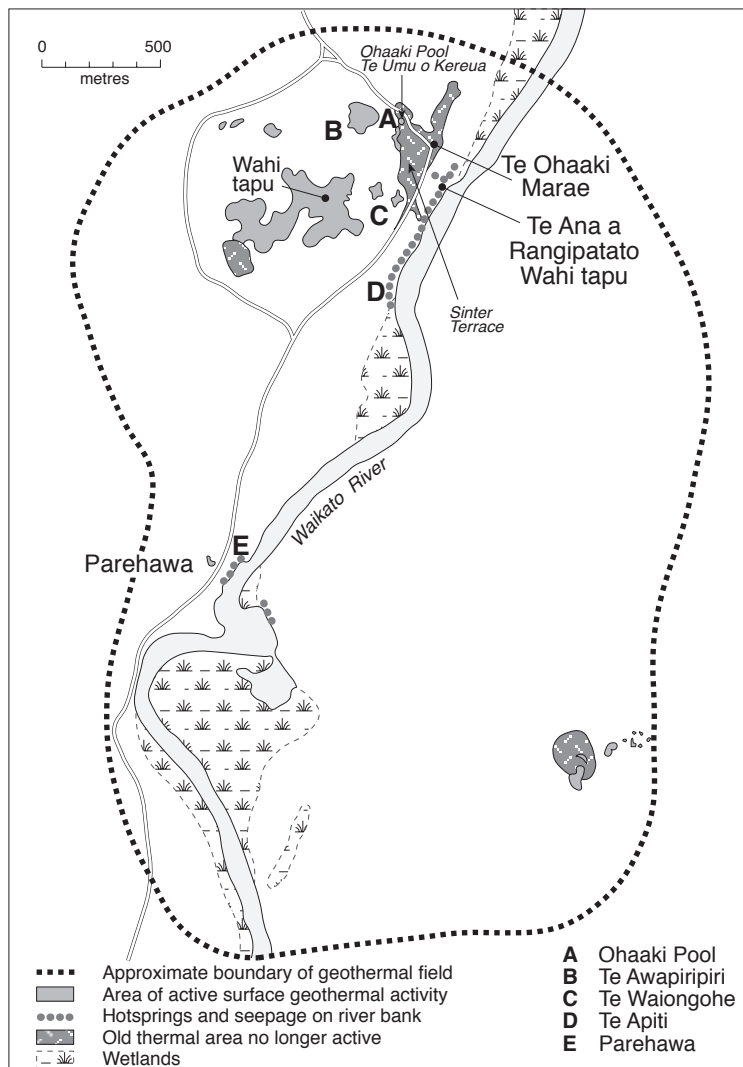 0 500
metres
Ohaaki Pool
Te Umu o Kereua
A
B
Te Ohaaki
Marae
Wahi
tapu
C
Te Ana a
Rangipatato
Wahi tapu
D
Sinter
Terrace
Waikato River
E
Parehawa
Approximate boundary of geothermal field
Area of active surface geothermal activity
Hotsprings and seepage on river bank
Old thermal area no longer active
Wetlands
A Ohaaki Pool
B Te Awapiripiri
C Te Waiongohe
D Te Apiti
E Parehawa